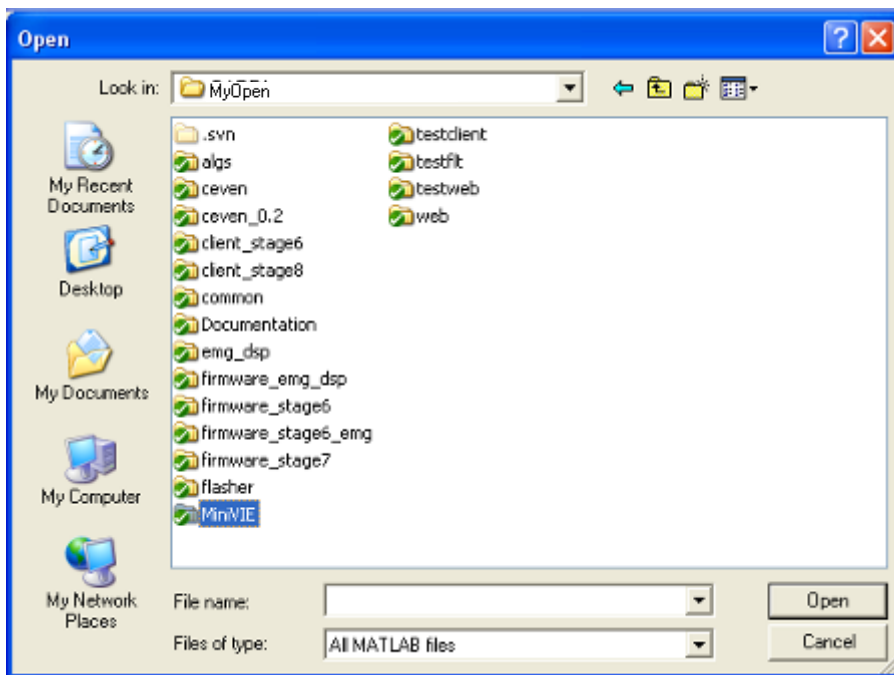 Open
Look in:
MyOpen
My Recent
Documents
Desktop
My Documents
My Computer
My Network
Places
.svn
algs
ceven
ceven_0.2
client_stage6
client_stage8
common
Documentation
emg_dsp
firmware_emg_dsp
firmware_stage6
firmware_stage6_emg
firmware_stage7
flasher
MiniVIE
testclient
testflt
testweb
web
File name:
Open
Files of type:
All MATLAB files
Cancel